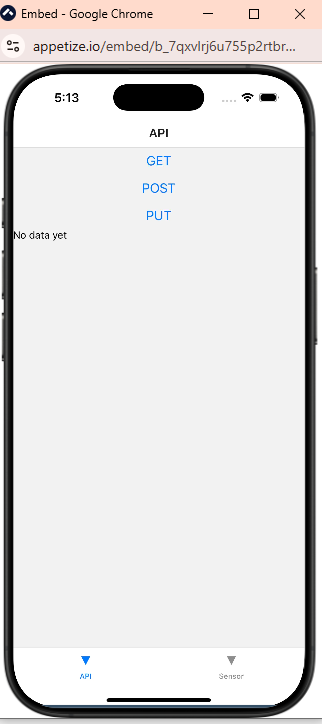 Embed - Google Chrome
appetize.io/embed/b_7qxvlrj6u755p2rtbr...
5:13
API
GET
POST
PUT
No data yet
API
Sensor